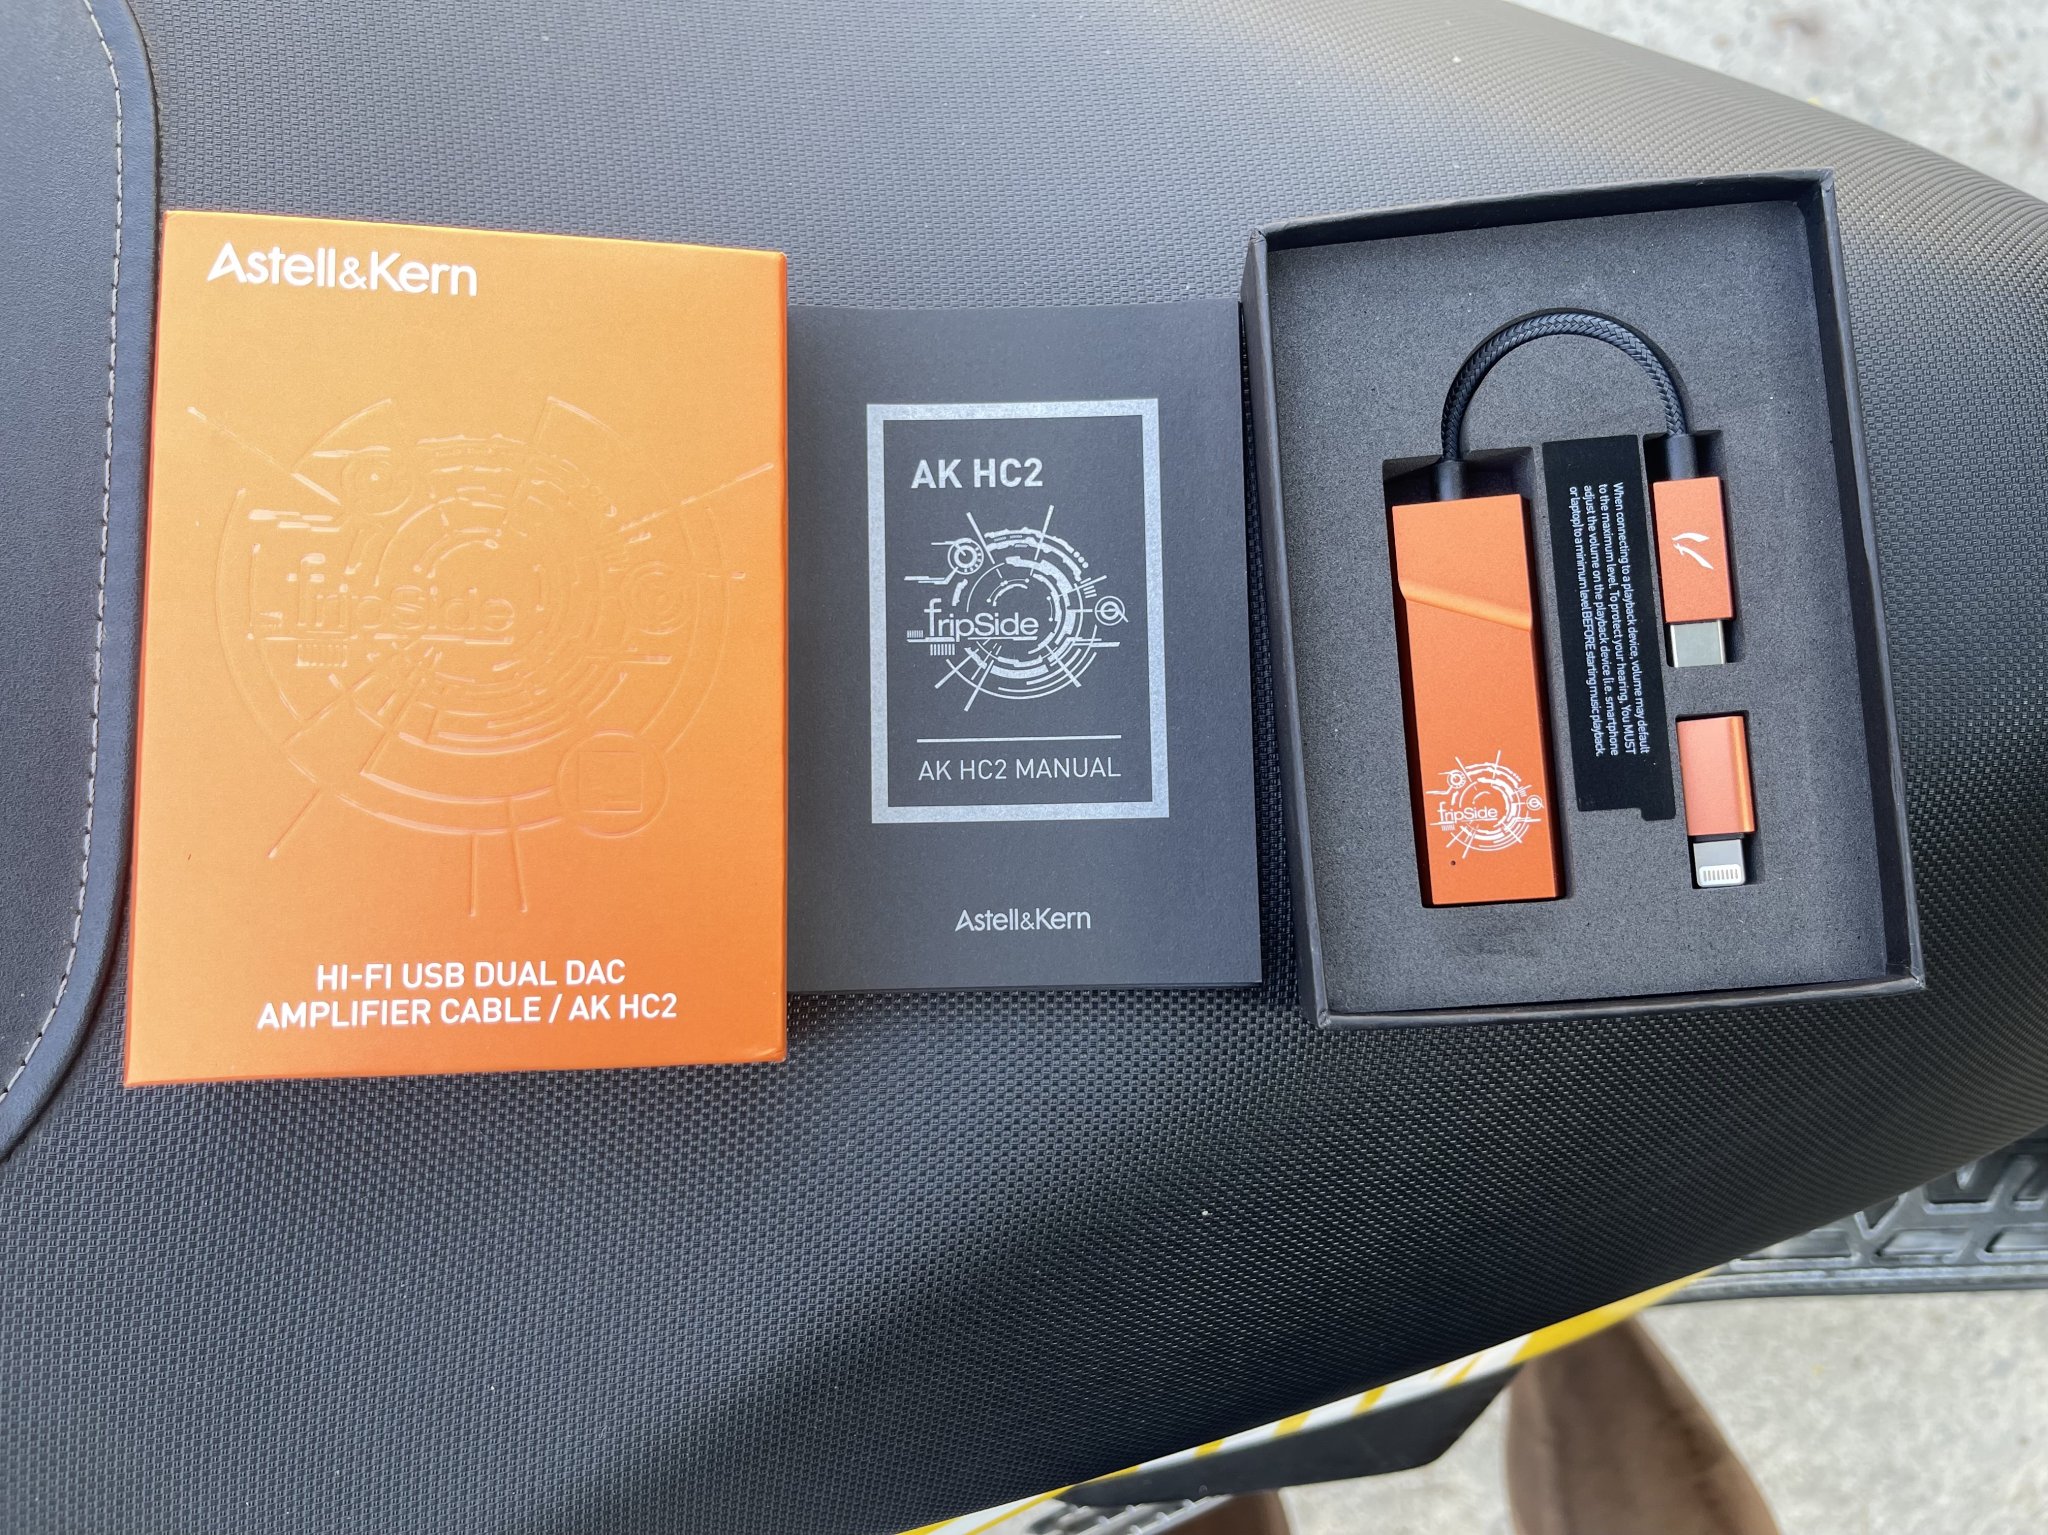 Astell&Kern
fripSide
HI-FI USB DUAL DAC
AMPLIFIER CABLE / AK HC2
AK HC2
fripSide
AK HC2 MANUAL
Astell&Kern
fripSide
When connecting to a playback device, volume may default
to the maximum level. To protect your hearing, You MUST
adjust the volume on the playback device (i.e. smartphone
or laptop) to a minimum level BEFORE starting music playback.